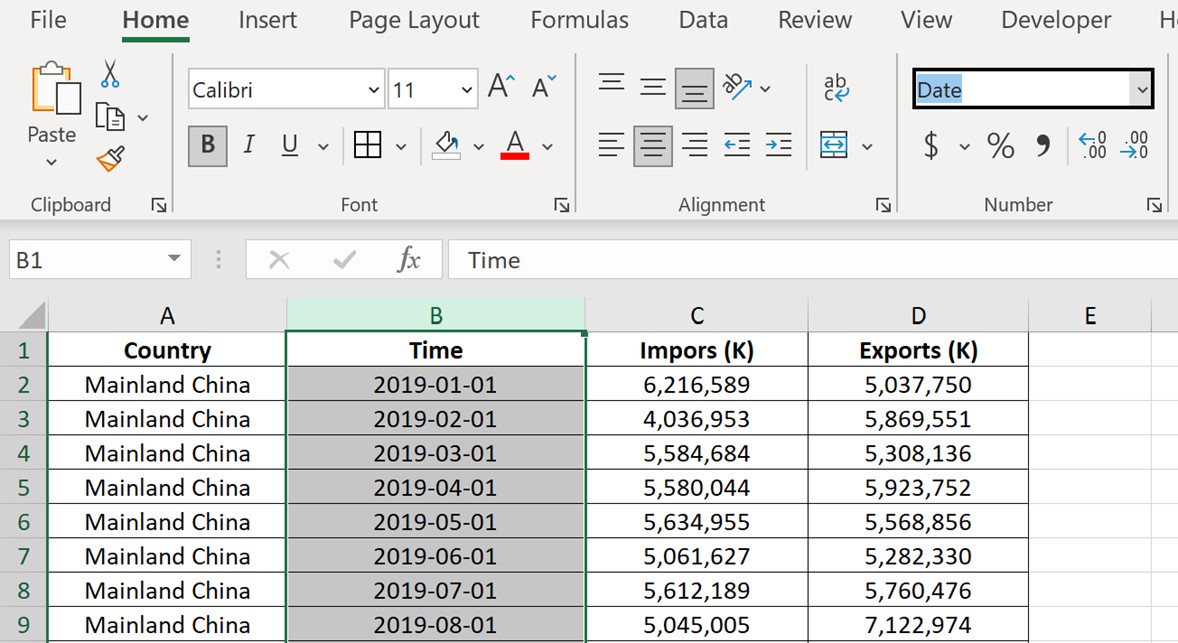 File Home Insert Page Layout Formulas Data Review View Developer H
Calibri 11 A A ab c Date
Paste B I U A $ % 9 .0 .00 .00 .0
Clipboard Font Alignment Number
B1 fx Time
A B C D E
1 Country Time Impors (K) Exports (K)
2 Mainland China 2019-01-01 6,216,589 5,037,750
3 Mainland China 2019-02-01 4,036,953 5,869,551
4 Mainland China 2019-03-01 5,584,684 5,308,136
5 Mainland China 2019-04-01 5,580,044 5,923,752
6 Mainland China 2019-05-01 5,634,955 5,568,856
7 Mainland China 2019-06-01 5,061,627 5,282,330
8 Mainland China 2019-07-01 5,612,189 5,760,476
9 Mainland China 2019-08-01 5,045,005 7,122,974